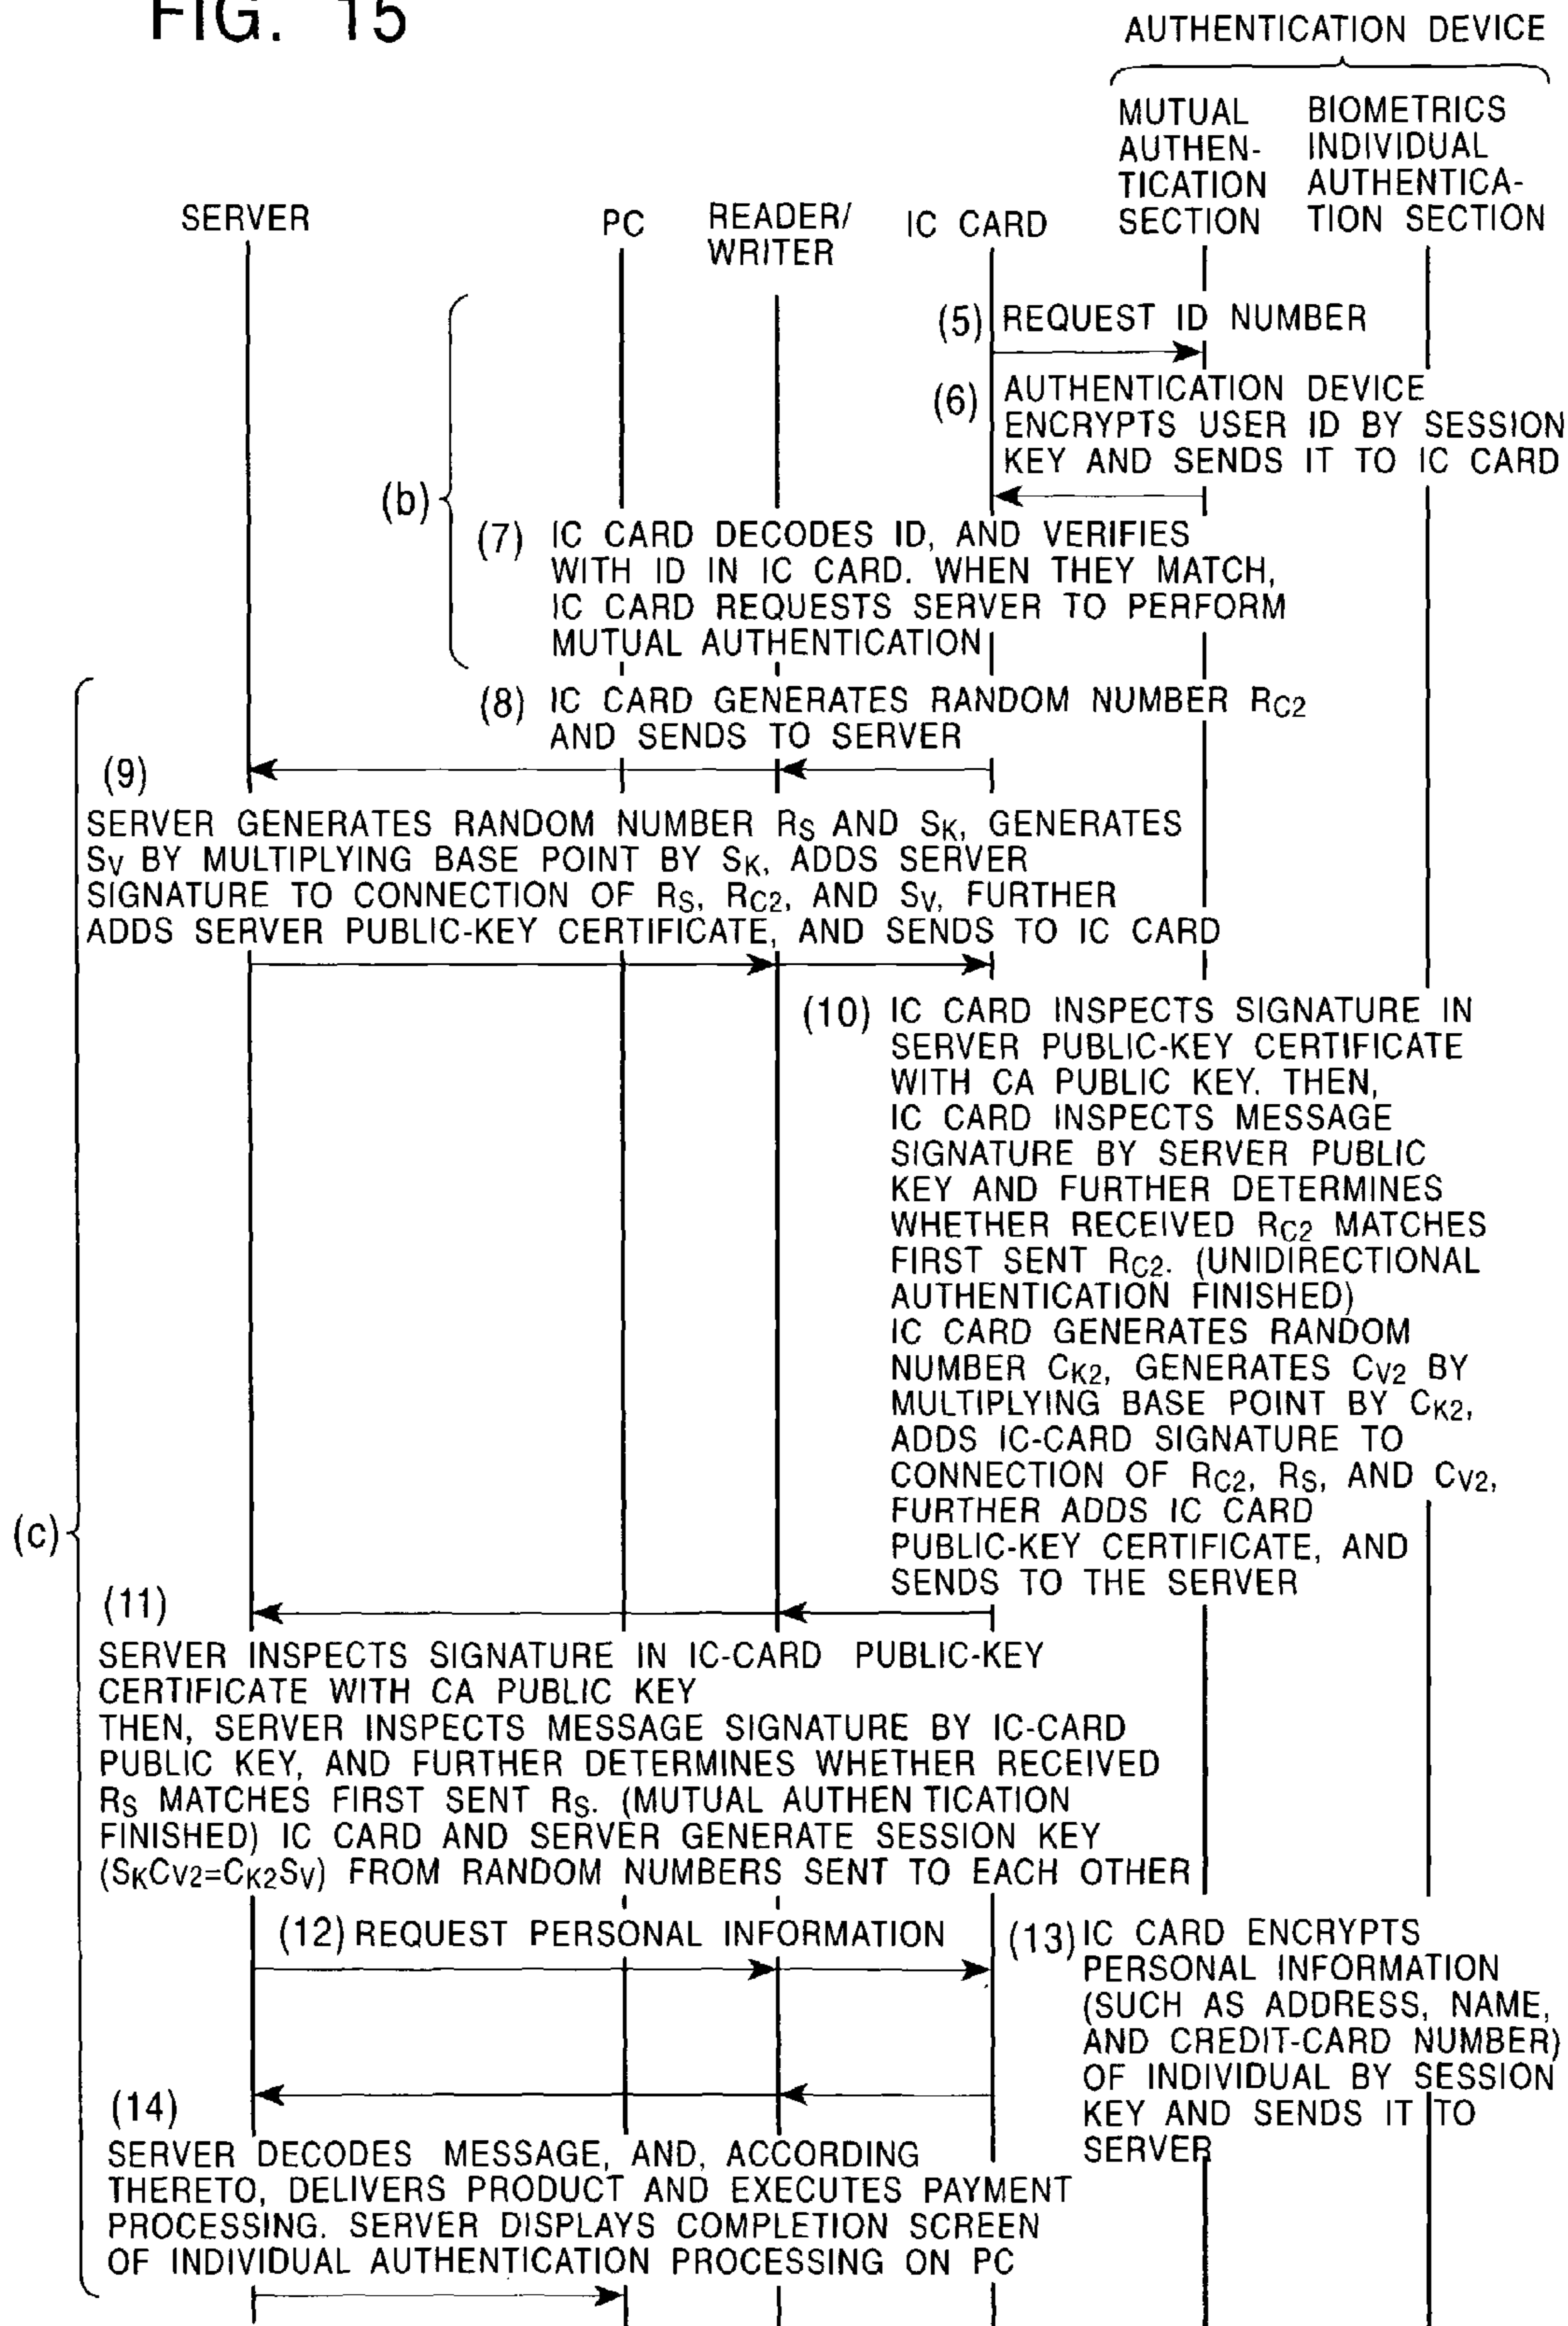 FIG. 15
AUTHENTICATION DEVICE
MUTUAL
AUTHEN-
TICATION
SECTION
BIOMETRICS
INDIVIDUAL
AUTHENTICA-
TION SECTION
SERVER
PC
READER/
WRITER
IC CARD
(5) REQUEST ID NUMBER
(6) AUTHENTICATION DEVICE
ENCRYPTS USER ID BY SESSION
KEY AND SENDS IT TO IC CARD
(b)
(7) IC CARD DECODES ID, AND VERIFIES
WITH ID IN IC CARD. WHEN THEY MATCH,
IC CARD REQUESTS SERVER TO PERFORM
MUTUAL AUTHENTICATION
(8) IC CARD GENERATES RANDOM NUMBER RC2
AND SENDS TO SERVER
(9)
SERVER GENERATES RANDOM NUMBER RS AND SK, GENERATES
SV BY MULTIPLYING BASE POINT BY SK, ADDS SERVER
SIGNATURE TO CONNECTION OF RS, RC2, AND SV, FURTHER
ADDS SERVER PUBLIC-KEY CERTIFICATE, AND SENDS TO IC CARD
(10) IC CARD INSPECTS SIGNATURE IN
SERVER PUBLIC-KEY CERTIFICATE
WITH CA PUBLIC KEY. THEN,
IC CARD INSPECTS MESSAGE
SIGNATURE BY SERVER PUBLIC
KEY AND FURTHER DETERMINES
WHETHER RECEIVED RC2 MATCHES
FIRST SENT RC2. (UNIDIRECTIONAL
AUTHENTICATION FINISHED)
IC CARD GENERATES RANDOM
NUMBER CK2, GENERATES CV2 BY
MULTIPLYING BASE POINT BY CK2,
ADDS IC-CARD SIGNATURE TO
CONNECTION OF RC2, RS, AND CV2,
FURTHER ADDS IC CARD
PUBLIC-KEY CERTIFICATE, AND
SENDS TO THE SERVER
(c)
(11)
SERVER INSPECTS SIGNATURE IN IC-CARD PUBLIC-KEY
CERTIFICATE WITH CA PUBLIC KEY
THEN, SERVER INSPECTS MESSAGE SIGNATURE BY IC-CARD
PUBLIC KEY, AND FURTHER DETERMINES WHETHER RECEIVED
RS MATCHES FIRST SENT RS. (MUTUAL AUTHEN TICATION
FINISHED) IC CARD AND SERVER GENERATE SESSION KEY
(SKCV2=CK2SV) FROM RANDOM NUMBERS SENT TO EACH OTHER
(12) REQUEST PERSONAL INFORMATION
(13) IC CARD ENCRYPTS
PERSONAL INFORMATION
(SUCH AS ADDRESS, NAME,
AND CREDIT-CARD NUMBER)
OF INDIVIDUAL BY SESSION
KEY AND SENDS IT TO
SERVER
(14)
SERVER DECODES MESSAGE, AND, ACCORDING
THERETO, DELIVERS PRODUCT AND EXECUTES PAYMENT
PROCESSING. SERVER DISPLAYS COMPLETION SCREEN
OF INDIVIDUAL AUTHENTICATION PROCESSING ON PC